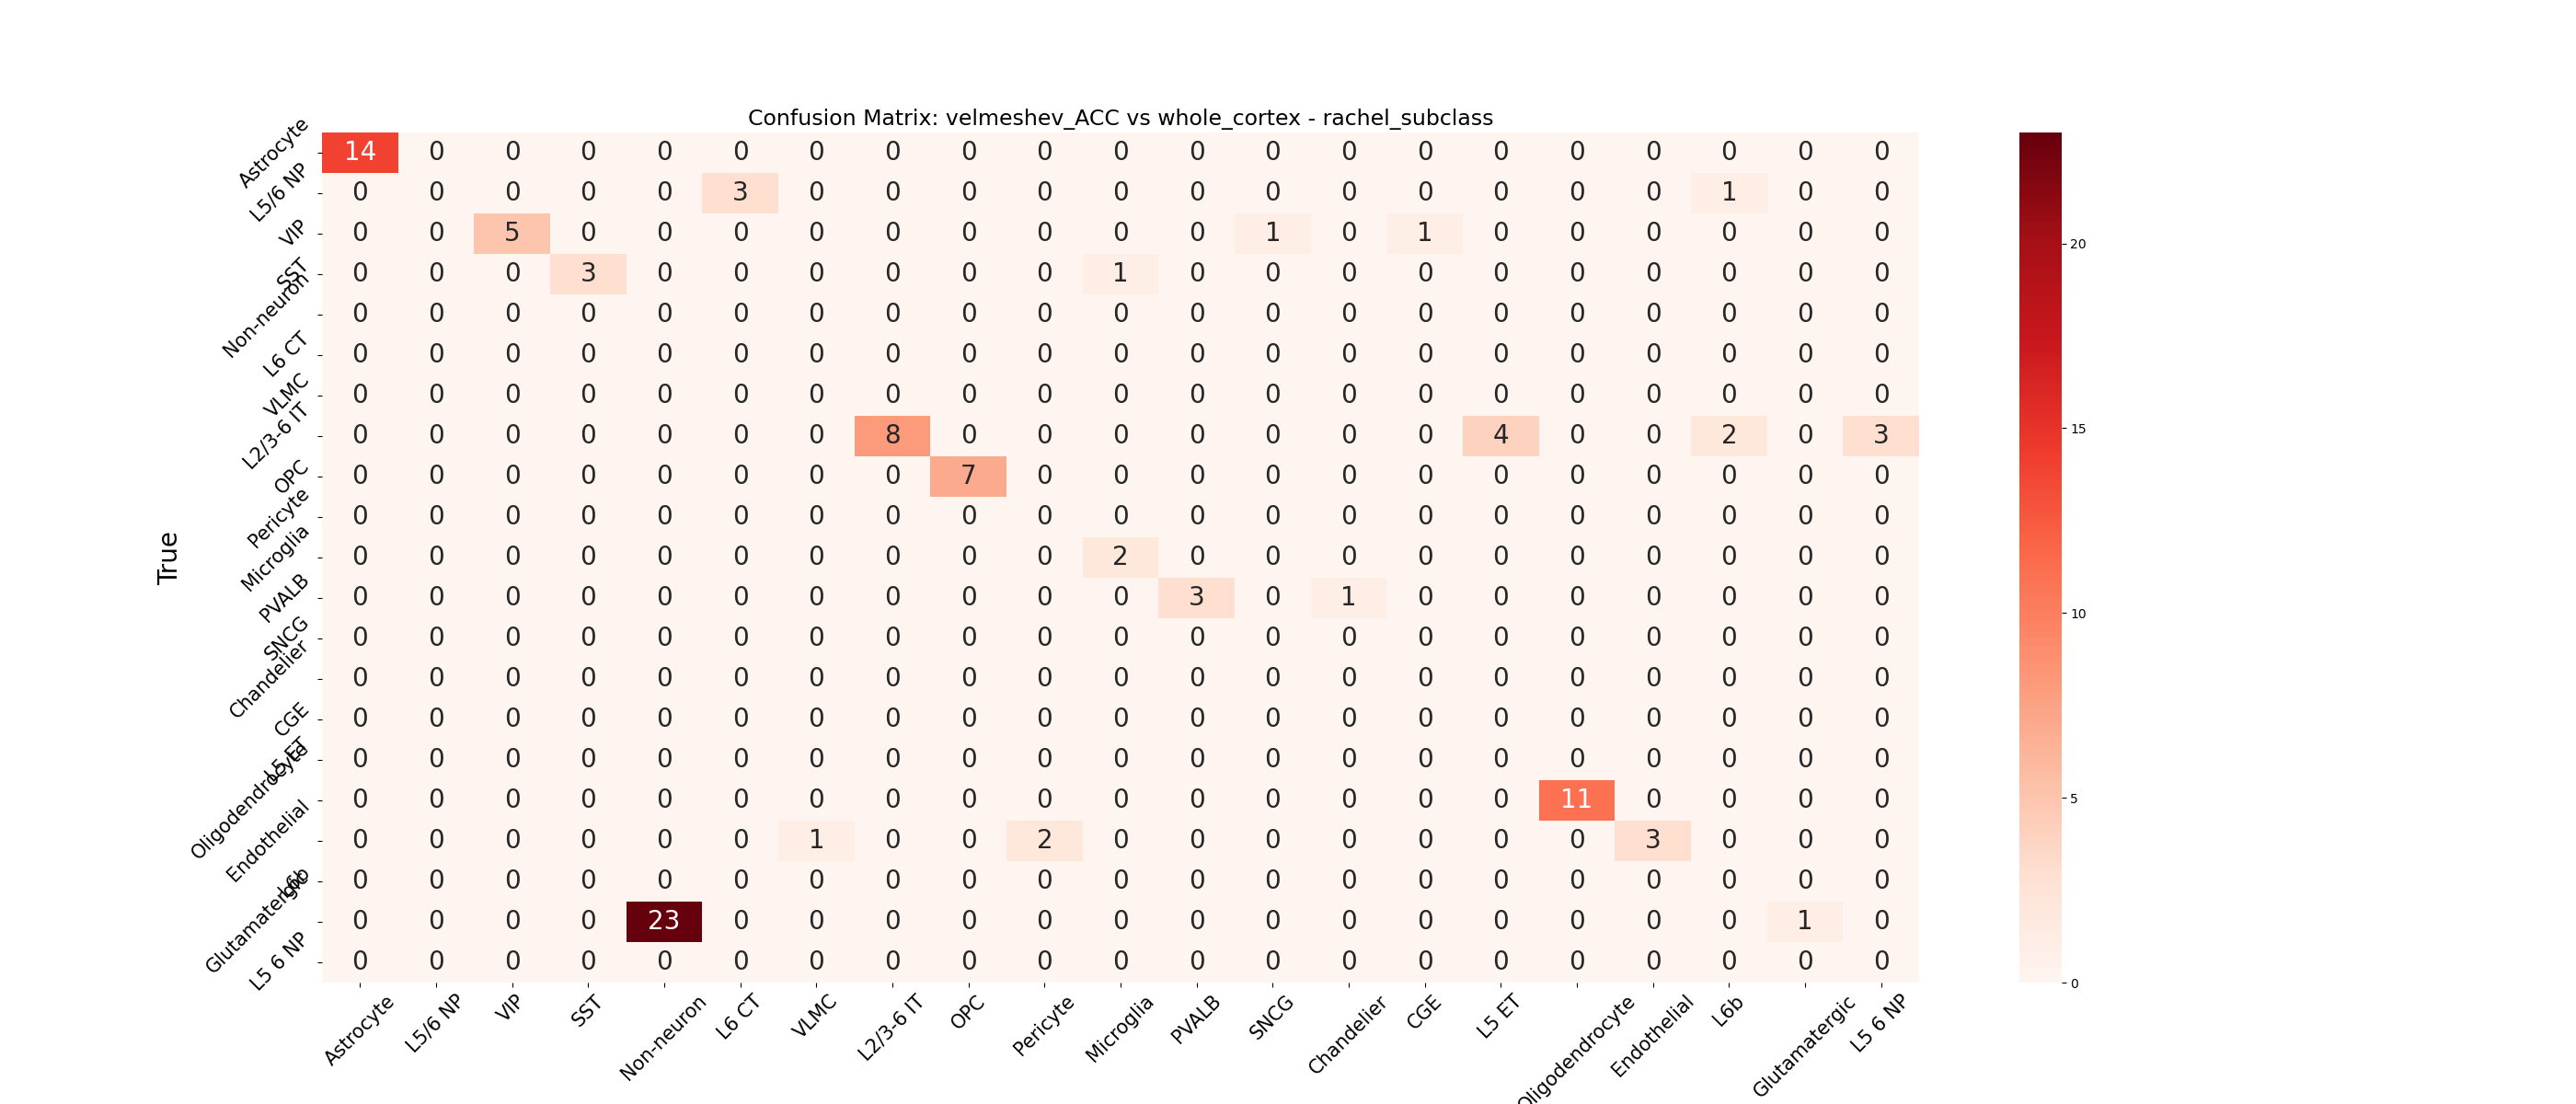 Confusion Matrix: velmeshev_ACC vs whole_cortex - rachel_subclass
True
Astrocyte 14 0 0 0 0 0 0 0 0 0 0 0 0 0 0 0 0 0 0 0 0
L5/6 NP 0 0 0 0 0 3 0 0 0 0 0 0 0 0 0 0 0 0 1 0 0
VIP 0 0 5 0 0 0 0 0 0 0 0 0 1 0 1 0 0 0 0 0 0
SST 0 0 0 3 0 0 0 0 0 0 1 0 0 0 0 0 0 0 0 0 0
Non-neuron 0 0 0 0 0 0 0 0 0 0 0 0 0 0 0 0 0 0 0 0 0
L6 CT 0 0 0 0 0 0 0 0 0 0 0 0 0 0 0 0 0 0 0 0 0
VLMC 0 0 0 0 0 0 0 0 0 0 0 0 0 0 0 0 0 0 0 0 0
L2/3-6 IT 0 0 0 0 0 0 0 8 0 0 0 0 0 0 0 4 0 0 2 0 3
OPC 0 0 0 0 0 0 0 0 7 0 0 0 0 0 0 0 0 0 0 0 0
Pericyte 0 0 0 0 0 0 0 0 0 0 0 0 0 0 0 0 0 0 0 0 0
Microglia 0 0 0 0 0 0 0 0 0 0 2 0 0 0 0 0 0 0 0 0 0
PVALB 0 0 0 0 0 0 0 0 0 0 0 3 0 1 0 0 0 0 0 0 0
SNCG 0 0 0 0 0 0 0 0 0 0 0 0 0 0 0 0 0 0 0 0 0
Chandelier 0 0 0 0 0 0 0 0 0 0 0 0 0 0 0 0 0 0 0 0 0
CGE 0 0 0 0 0 0 0 0 0 0 0 0 0 0 0 0 0 0 0 0 0
L5 ET 0 0 0 0 0 0 0 0 0 0 0 0 0 0 0 0 0 0 0 0 0
Oligodendrocyte 0 0 0 0 0 0 0 0 0 0 0 0 0 0 0 0 11 0 0 0 0
Endothelial 0 0 0 0 0 0 1 0 0 2 0 0 0 0 0 0 0 3 0 0 0
L6b 0 0 0 0 0 0 0 0 0 0 0 0 0 0 0 0 0 0 0 0 0
Glutamatergic 0 0 0 0 23 0 0 0 0 0 0 0 0 0 0 0 0 0 0 1 0
L5 6 NP 0 0 0 0 0 0 0 0 0 0 0 0 0 0 0 0 0 0 0 0 0
Astrocyte L5/6 NP VIP SST Non-neuron L6 CT VLMC L2/3-6 IT OPC Pericyte Microglia PVALB SNCG Chandelier CGE L5 ET Oligodendrocyte Endothelial L6b Glutamatergic L5 6 NP
20
15
10
5
0